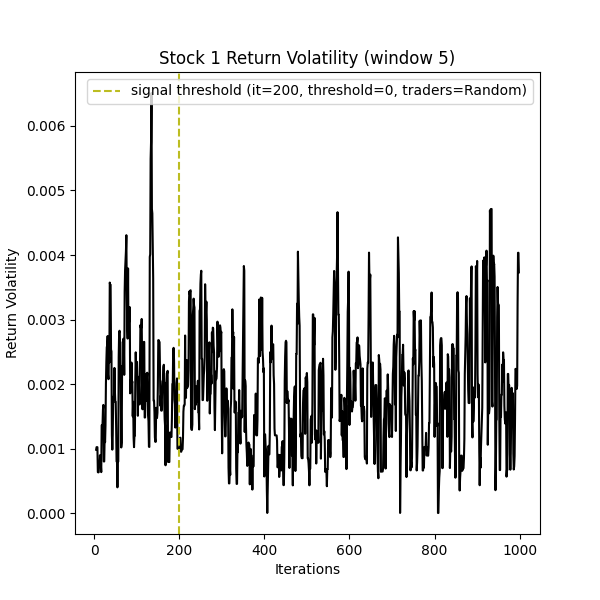 Stock 1 Return Volatility (window 5)
signal threshold (it=200, threshold=0, traders=Random)
Return Volatility
0.006
0.005
0.004
0.003
0.002
0.001
0.000
0 200 400 600 800 1000
Iterations